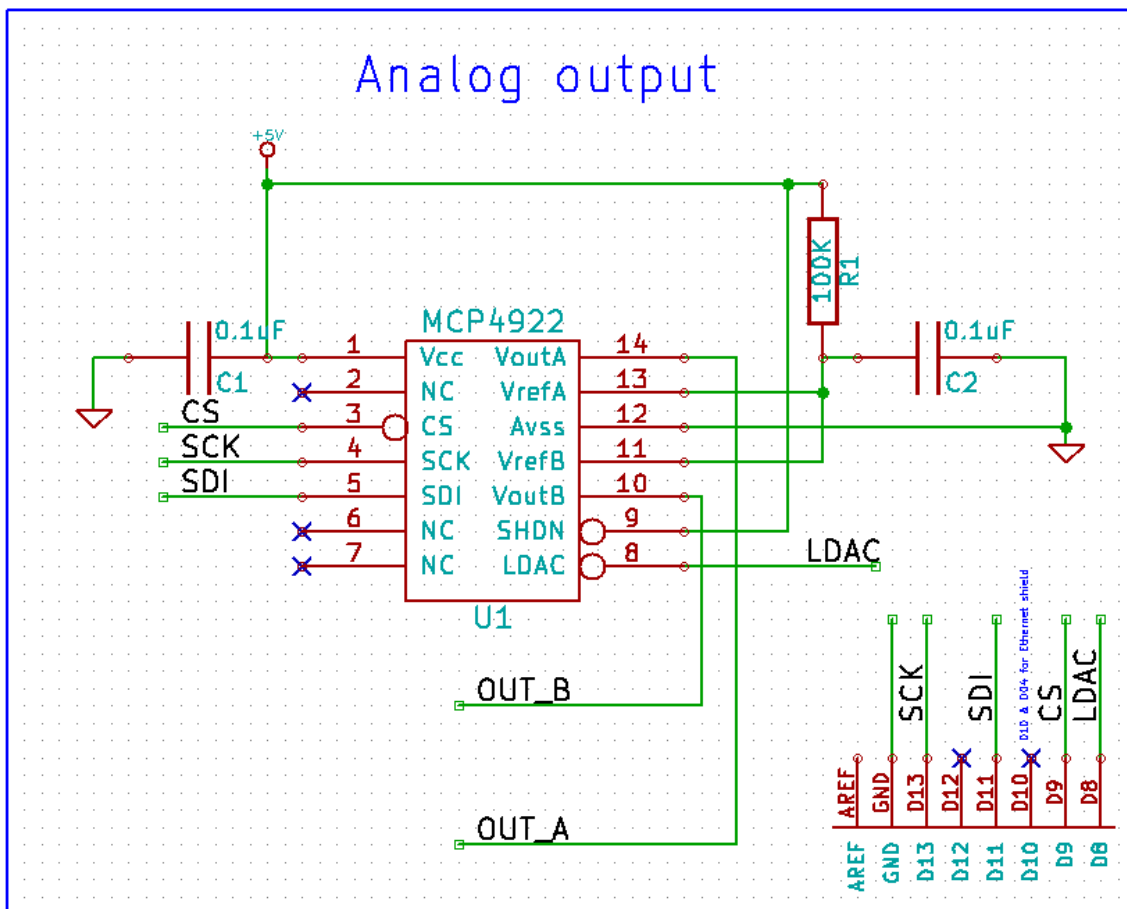 Analog output
+5V
100K
R1
MCP4922
0.1uF
C1
0.1uF
C2
1 Vcc VoutA 14
2 NC VrefA 13
CS 3 CS Avss 12
SCK 4 SCK VrefB 11
SDI 5 SDI VoutB 10
6 NC SHDN 9
7 NC LDAC 8 LDAC
U1
OUT_B
OUT_A
SCK
SDI
D10 & D04 for Ethernet shield
CS
LDAC
AREF GND D13 D12 D11 D10 D9 D8
AREF GND D13 D12 D11 D10 D9 D8